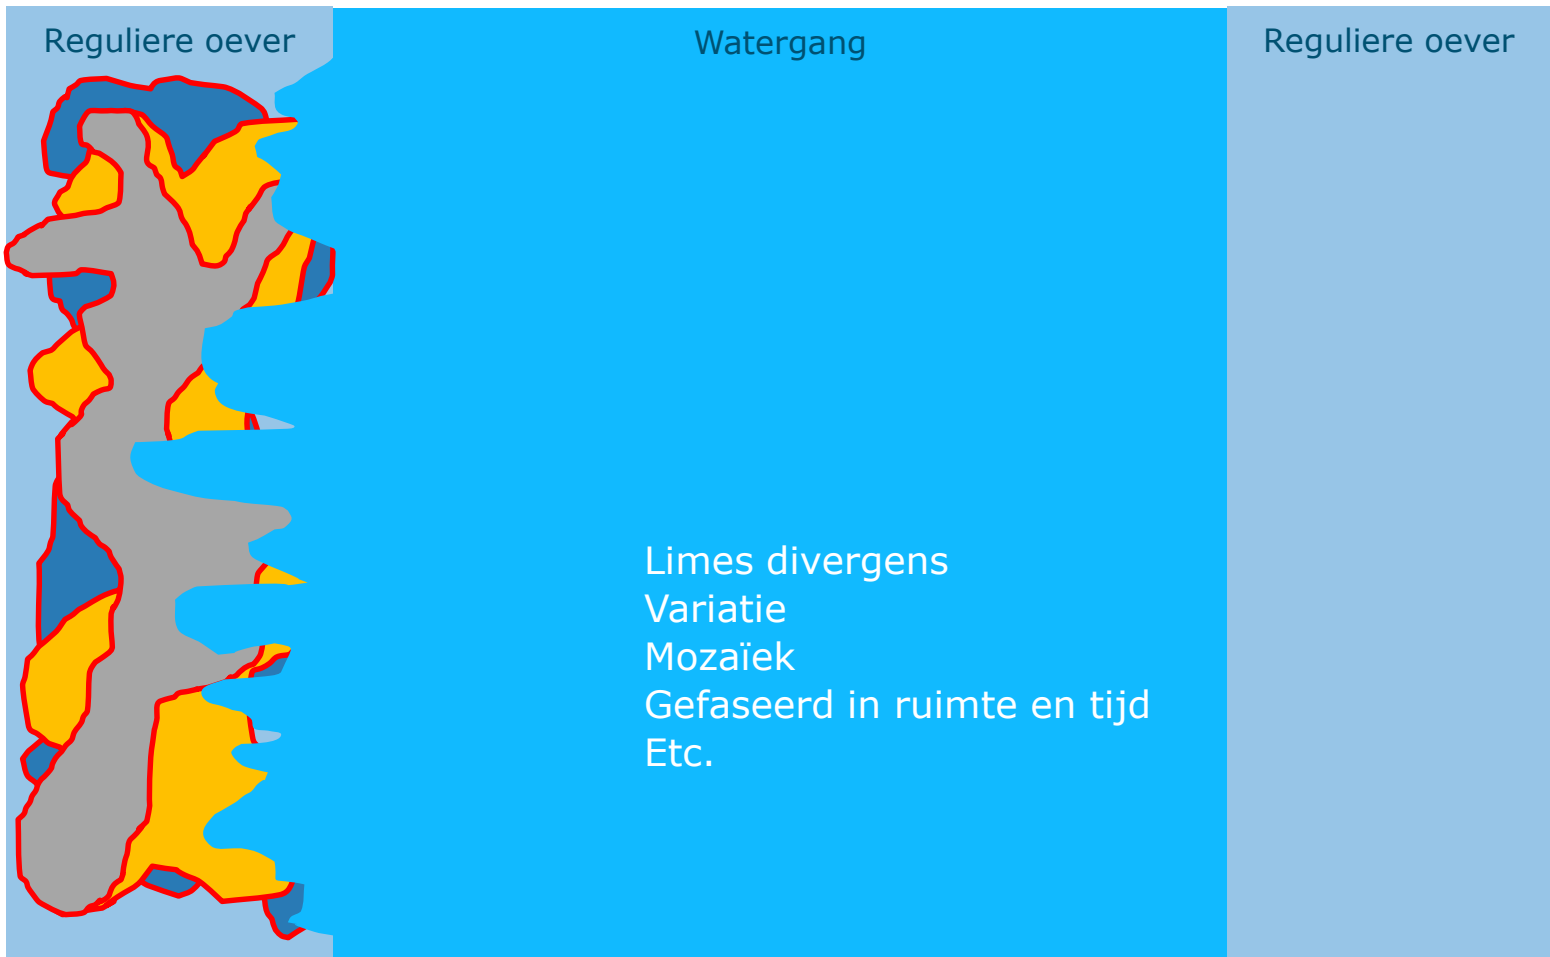 Reguliere oever
Watergang
Reguliere oever
Limes divergens
Variatie
Mozaïek
Gefaseerd in ruimte en tijd
Etc.